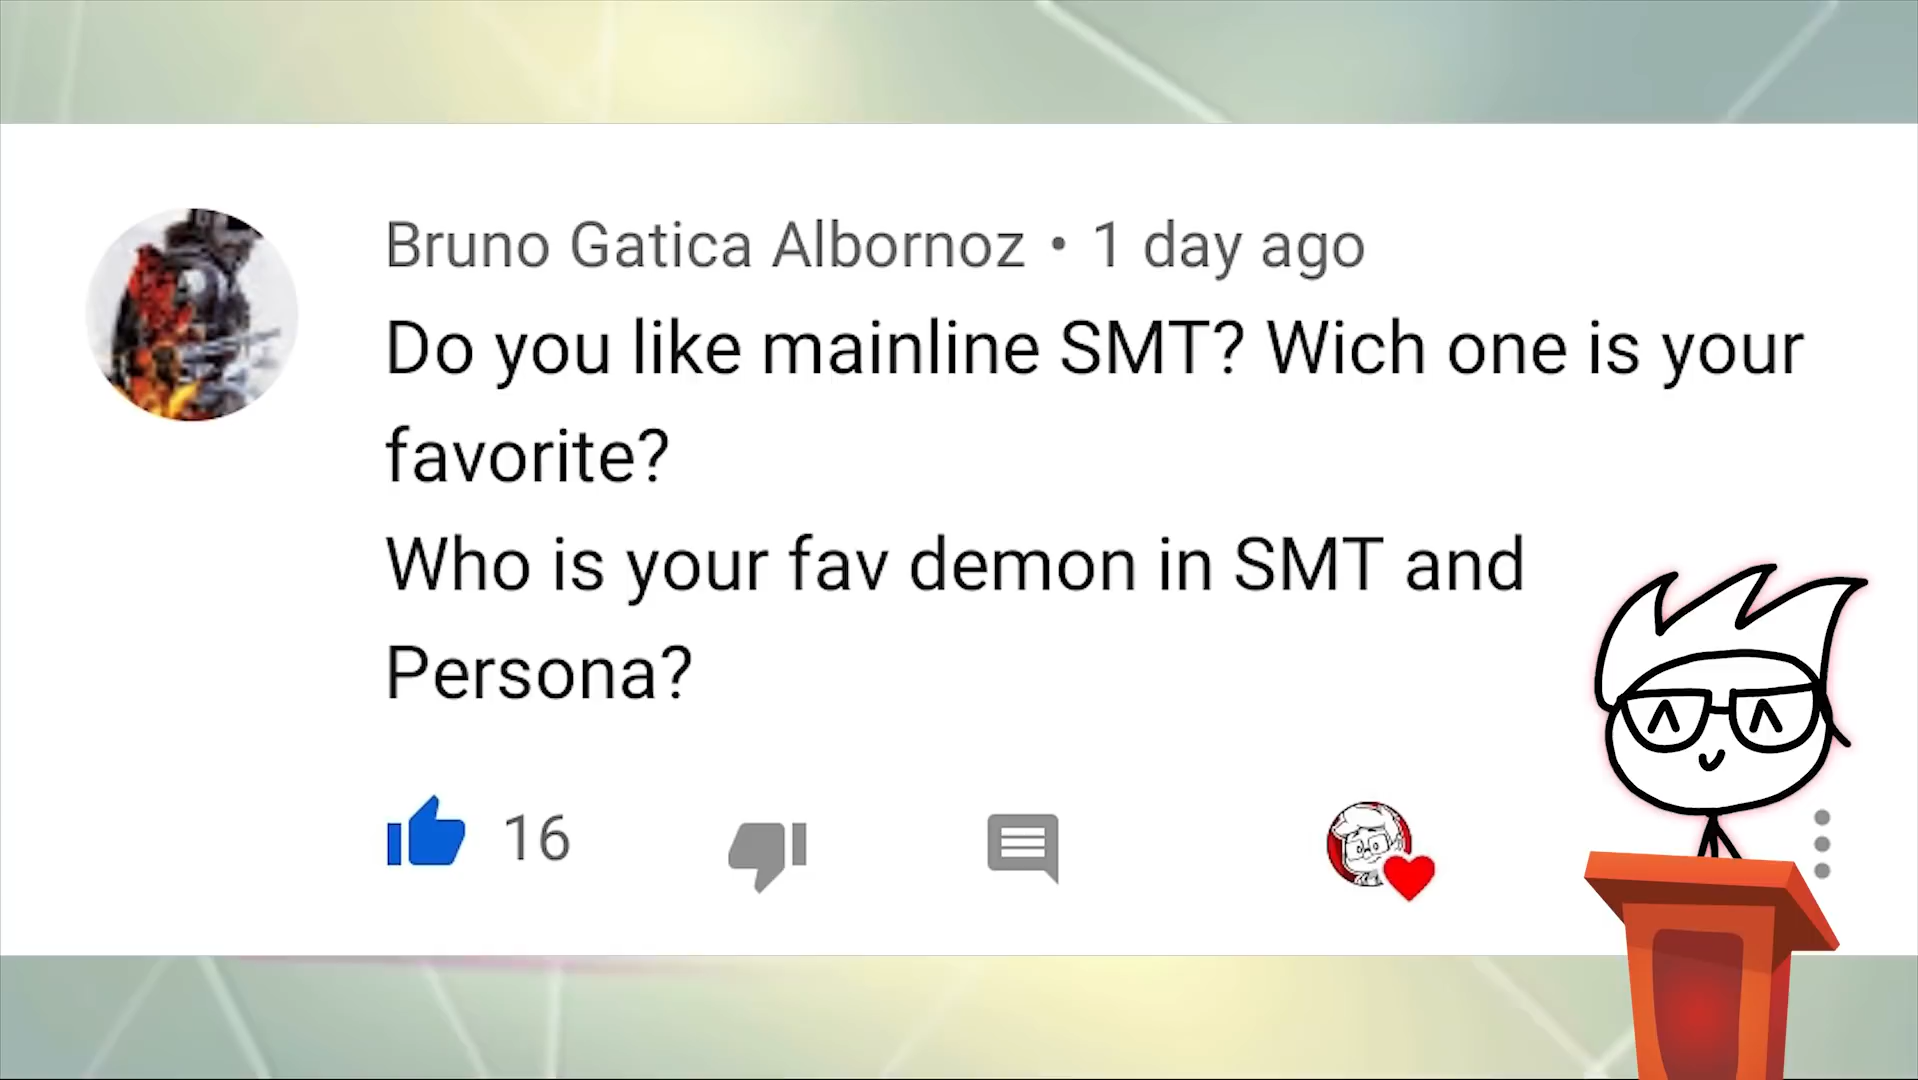 Bruno Gatica Albornoz • 1 day ago
Do you like mainline SMT? Wich one is your
favorite?
Who is your fav demon in SMT and
Persona?
16